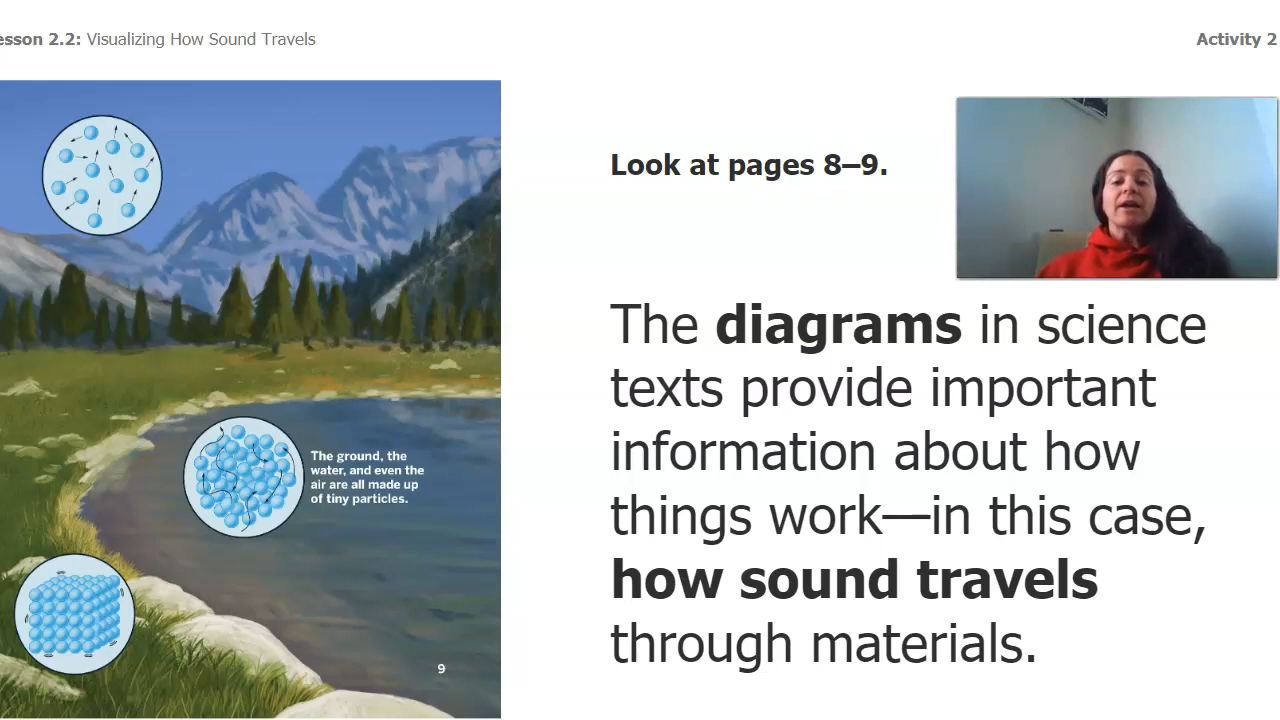 esson 2.2: Visualizing How Sound Travels
Activity 2
Look at pages 8–9.
The diagrams in science
texts provide important
information about how
things work—in this case,
how sound travels
through materials.
The ground, the
water, and even the
air are all made up
of tiny particles.
9